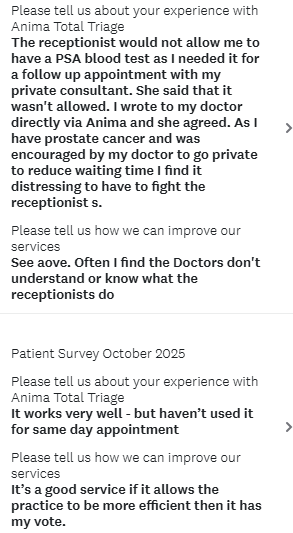 Please tell us about your experience with
Anima Total Triage
The receptionist would not allow me to
have a PSA blood test as I needed it for
a follow up appointment with my
private consultant. She said that it
wasn't allowed. I wrote to my doctor
directly via Anima and she agreed. As I
have prostate cancer and was
encouraged by my doctor to go private
to reduce waiting time I find it
distressing to have to fight the
receptionist s.
Please tell us how we can improve our
services
See aove. Often I find the Doctors don't
understand or know what the
receptionists do
Patient Survey October 2025
Please tell us about your experience with
Anima Total Triage
It works very well - but haven’t used it
for same day appointment
Please tell us how we can improve our
services
It’s a good service if it allows the
practice to be more efficient then it has
my vote.